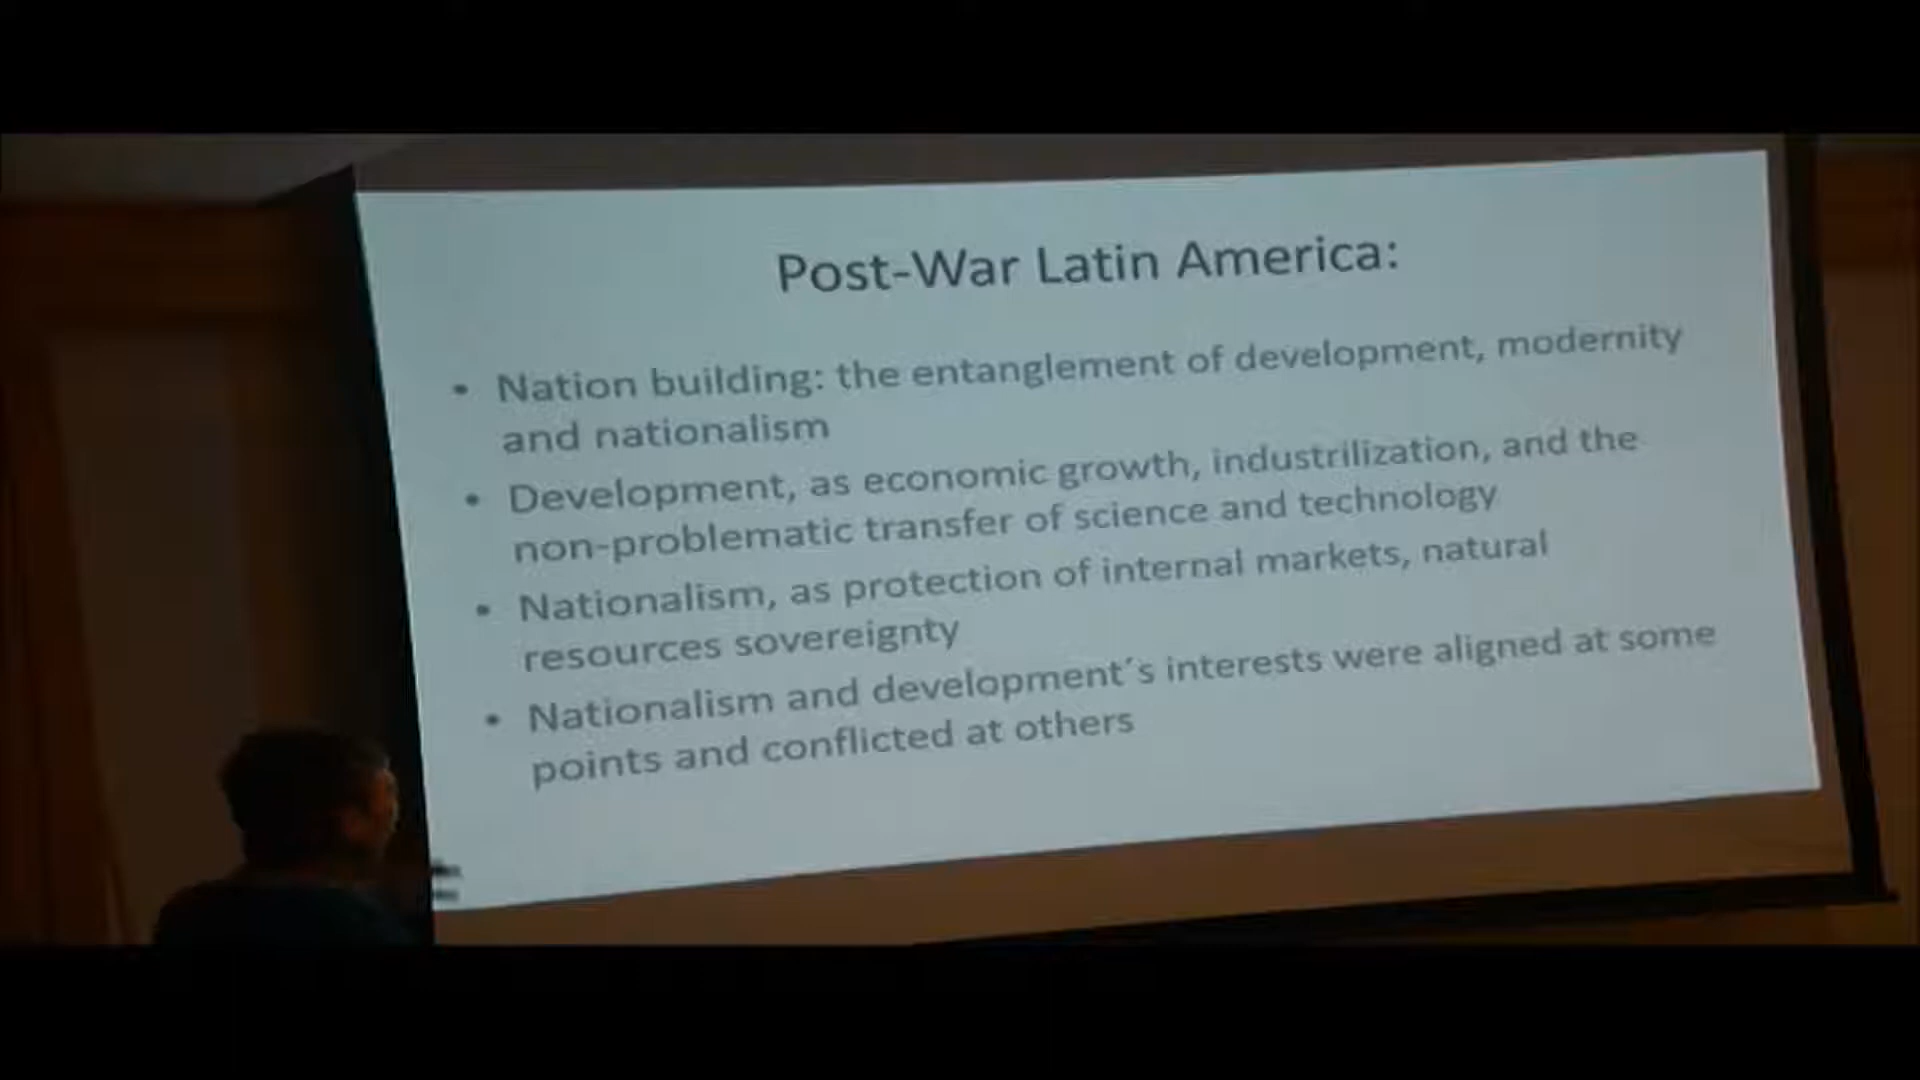 Post-War Latin America:
• Nation building: the entanglement of development, modernity
and nationalism
• Development, as economic growth, industrilization, and the
non-problematic transfer of science and technology
• Nationalism, as protection of internal markets, natural
resources sovereignty
• Nationalism and development´s interests were aligned at some
points and conflicted at others